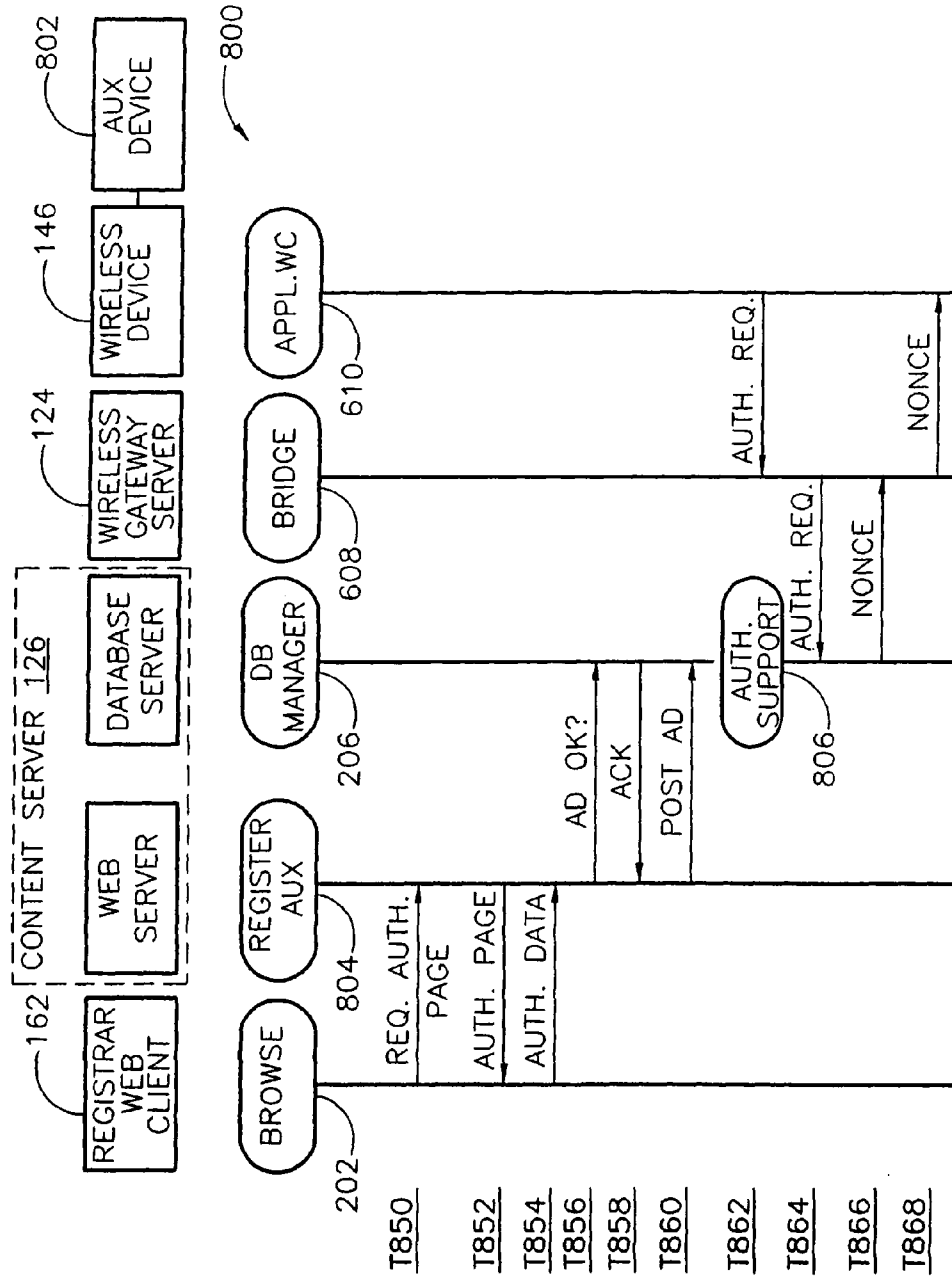 162
CONTENT SERVER 126
124
146
802
REGISTRAR
WEB
CLIENT
WEB
SERVER
DATABASE
SERVER
WIRELESS
GATEWAY
SERVER
WIRELESS
DEVICE
AUX
DEVICE
800
BROWSE
REGISTER
AUX
DB
MANAGER
BRIDGE
APPL.WC
202
804
206
608
610
T850
REQ. AUTH.
PAGE
T852
AUTH. PAGE
T854
AUTH. DATA
T856
AD OK?
T858
ACK
T860
POST AD
AUTH.
SUPPORT
806
T862
AUTH. REQ.
T864
AUTH. REQ.
T866
NONCE
T868
NONCE